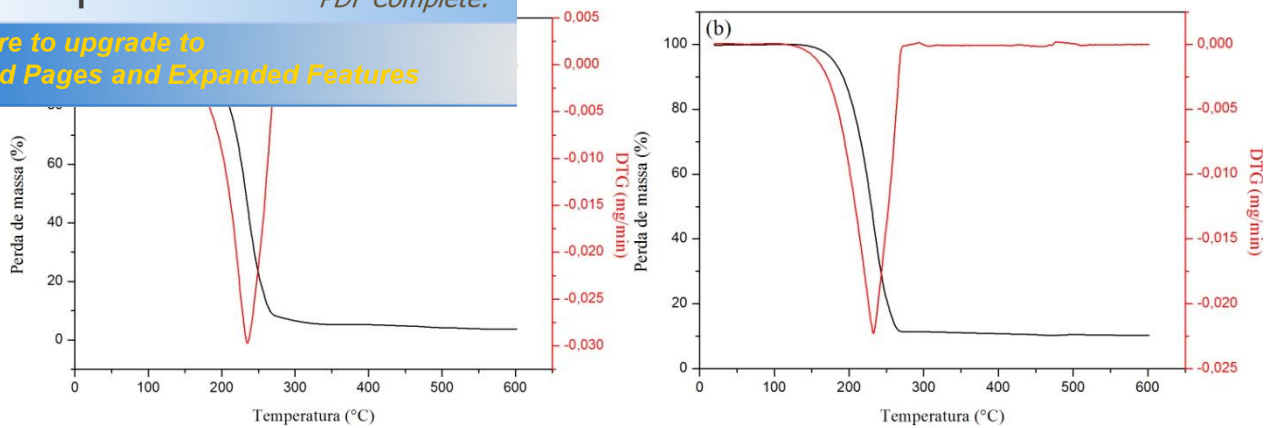 PDF Complete.
re to upgrade to
d Pages and Expanded Features
Perda de massa (%)
60
40
20
0
0 100 200 300 400 500 600
Temperatura (°C)
0,005
0,000
-0,005
-0,010
-0,015
-0,020
-0,025
-0,030
DTG (mg/min)
(b)
Perda de massa (%)
100
80
60
40
20
0
0 100 200 300 400 500 600
Temperatura (°C)
0,000
-0,005
-0,010
-0,015
-0,020
-0,025
DTG (mg/min)